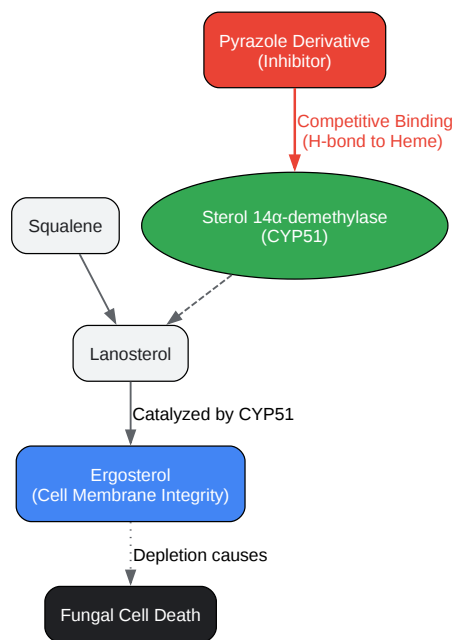 Pyrazole Derivative
(Inhibitor)
Competitive Binding
(H-bond to Heme)
Sterol 14α-demethylase
(CYP51)
Squalene
Lanosterol
Catalyzed by CYP51
Ergosterol
(Cell Membrane Integrity)
Depletion causes
Fungal Cell Death